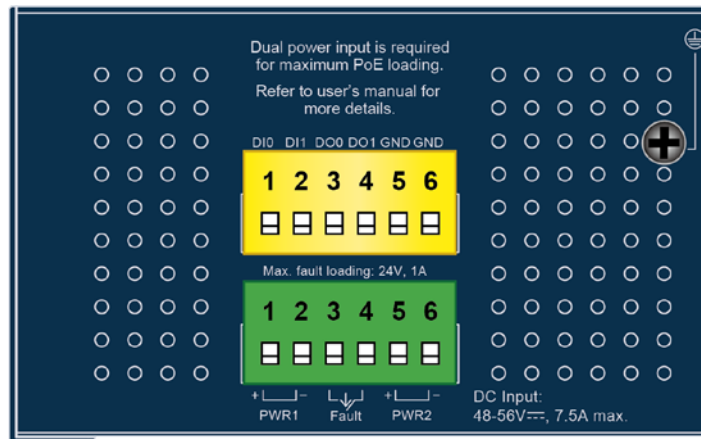 Dual power input is required
for maximum PoE loading.
Refer to user's manual for
more details.
DI0 DI1 DO0 DO1 GND GND
1 2 3 4 5 6
Max. fault loading: 24V, 1A
1 2 3 4 5 6
+ – + –
PWR1 Fault PWR2
DC Input:
48-56V⎓, 7.5A max.